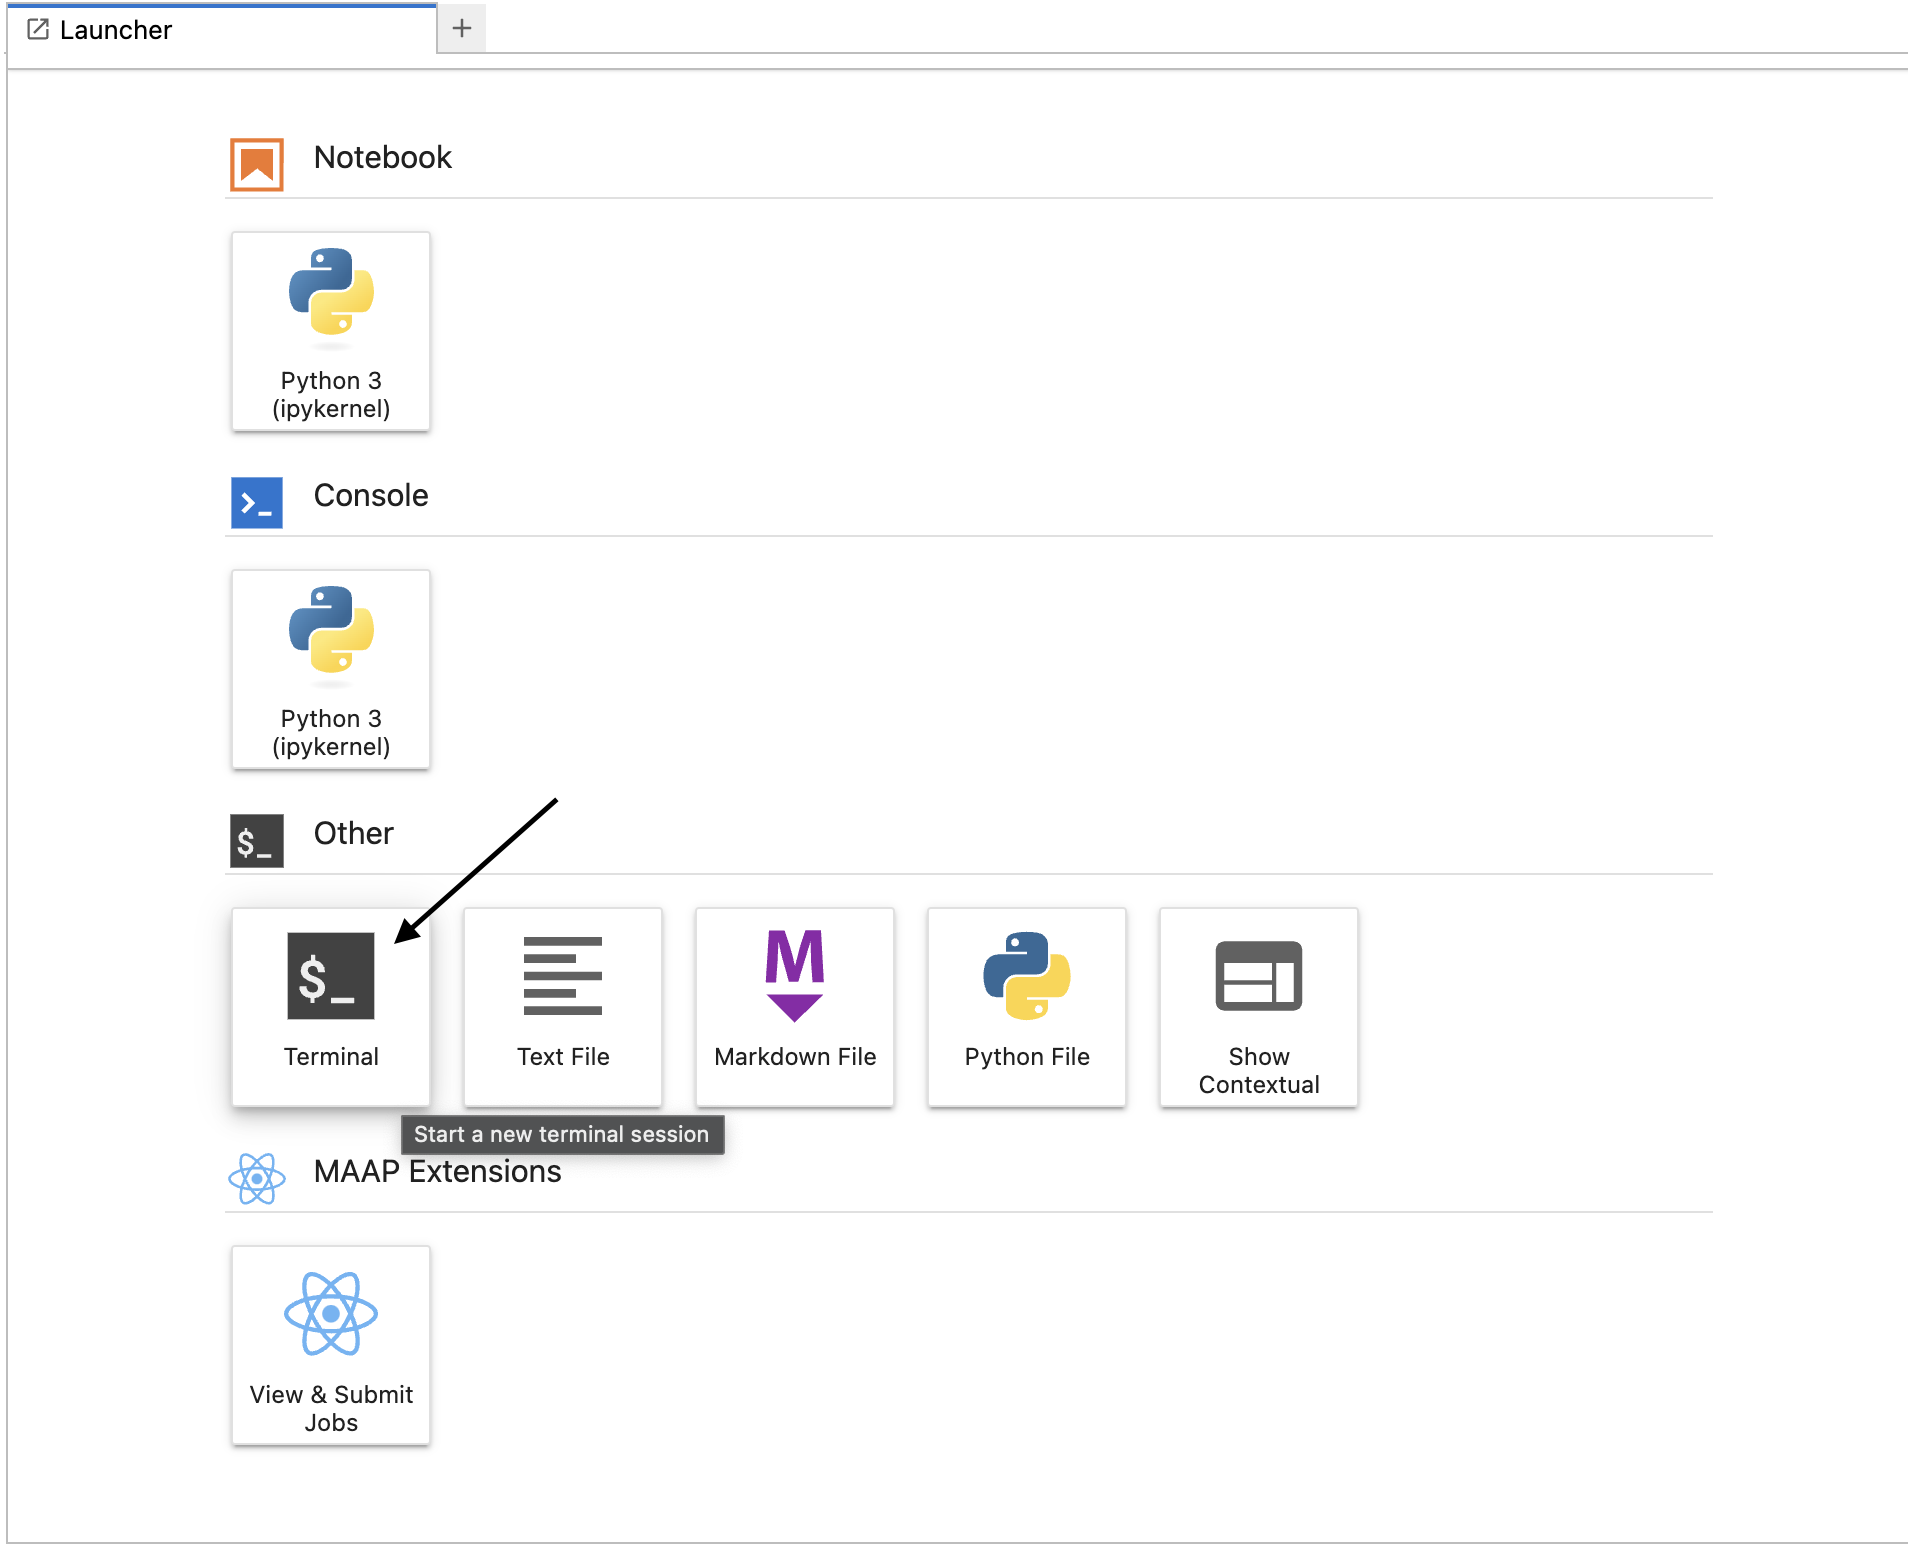 Launcher
Notebook
Python 3
(ipykernel)
Console
Python 3
(ipykernel)
$_
Other
$_
Terminal
Text File
M
Markdown File
Python File
Show
Contextual
Start a new terminal session
MAAP Extensions
View & Submit
Jobs